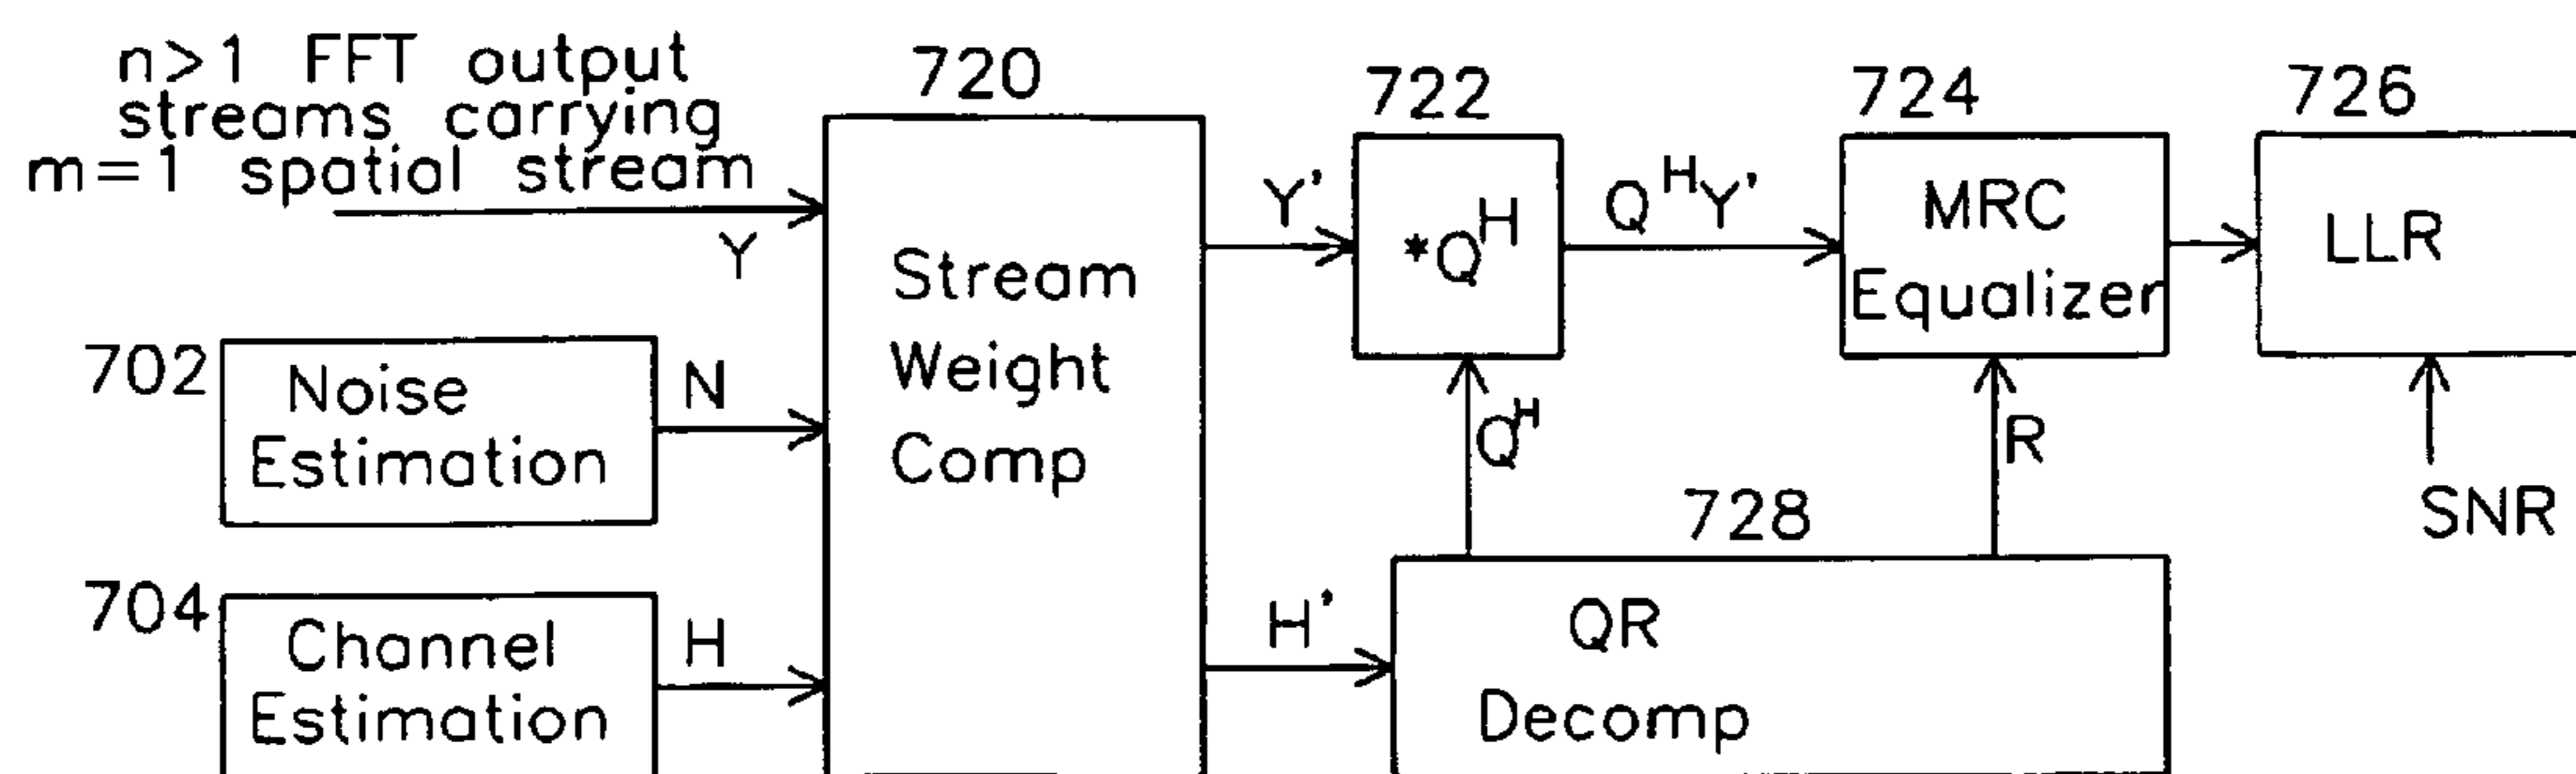 n>1 FFT output
streams carrying
m=1 spatial stream
Y
720
Stream
Weight
Comp
702
Noise
Estimation
N
704
Channel
Estimation
H
Y'
H'
722
*Q^H
Q^H Y'
Q^H
724
MRC
Equalizer
R
726
LLR
SNR
728
QR
Decomp